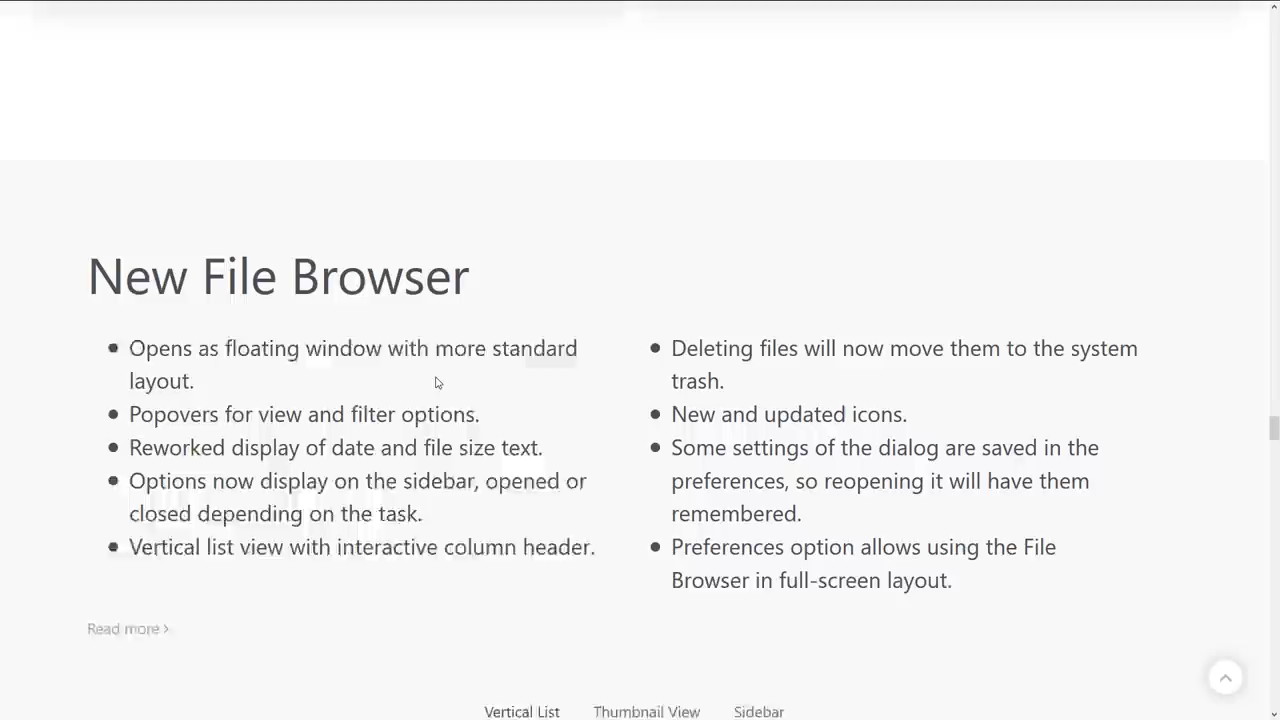 New File Browser
Opens as floating window with more standard
layout.
Popovers for view and filter options.
Reworked display of date and file size text.
Options now display on the sidebar, opened or
closed depending on the task.
Vertical list view with interactive column header.
Deleting files will now move them to the system
trash.
New and updated icons.
Some settings of the dialog are saved in the
preferences, so reopening it will have them
remembered.
Preferences option allows using the File
Browser in full-screen layout.
Read more ›
Vertical List Thumbnail View Sidebar